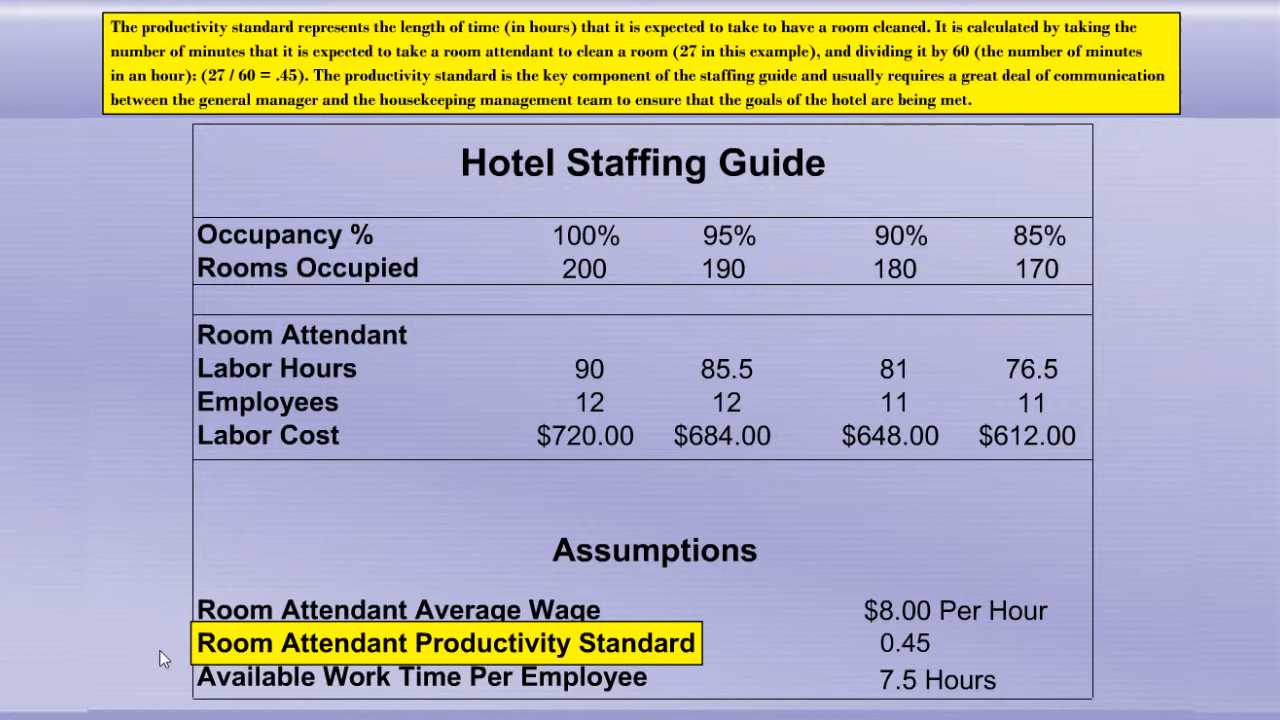 The productivity standard represents the length of time (in hours) that it is expected to take to have a room cleaned. It is calculated by taking the
number of minutes that it is expected to take a room attendant to clean a room (27 in this example), and dividing it by 60 (the number of minutes
in an hour): (27 / 60 = .45). The productivity standard is the key component of the staffing guide and usually requires a great deal of communication
between the general manager and the housekeeping management team to ensure that the goals of the hotel are being met.
Hotel Staffing Guide
Occupancy % 100% 95% 90% 85%
Rooms Occupied 200 190 180 170
Room Attendant
Labor Hours 90 85.5 81 76.5
Employees 12 12 11 11
Labor Cost $720.00 $684.00 $648.00 $612.00
Assumptions
Room Attendant Average Wage $8.00 Per Hour
Room Attendant Productivity Standard 0.45
Available Work Time Per Employee 7.5 Hours